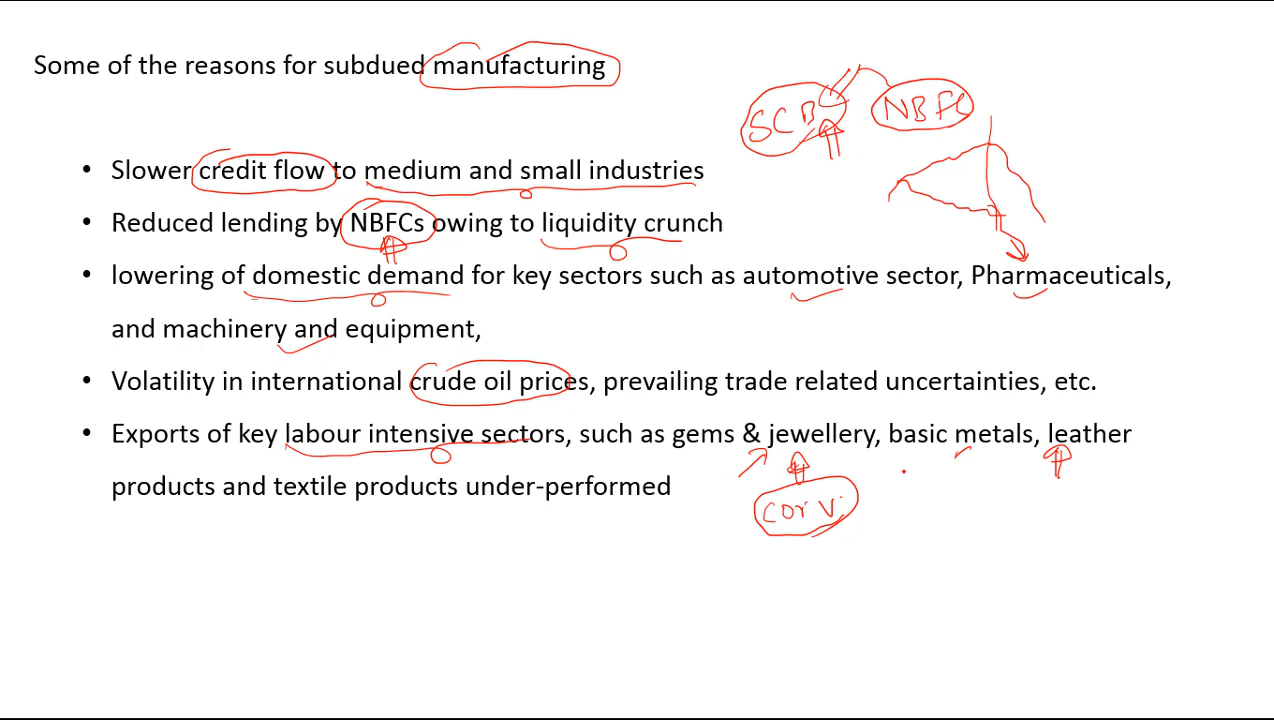 Some of the reasons for subdued manufacturing
SCB NBFC
• Slower credit flow to medium and small industries
• Reduced lending by NBFCs owing to liquidity crunch
• lowering of domestic demand for key sectors such as automotive sector, Pharmaceuticals,
and machinery and equipment,
• Volatility in international crude oil prices, prevailing trade related uncertainties, etc.
• Exports of key labour intensive sectors, such as gems & jewellery, basic metals, leather
products and textile products under-performed